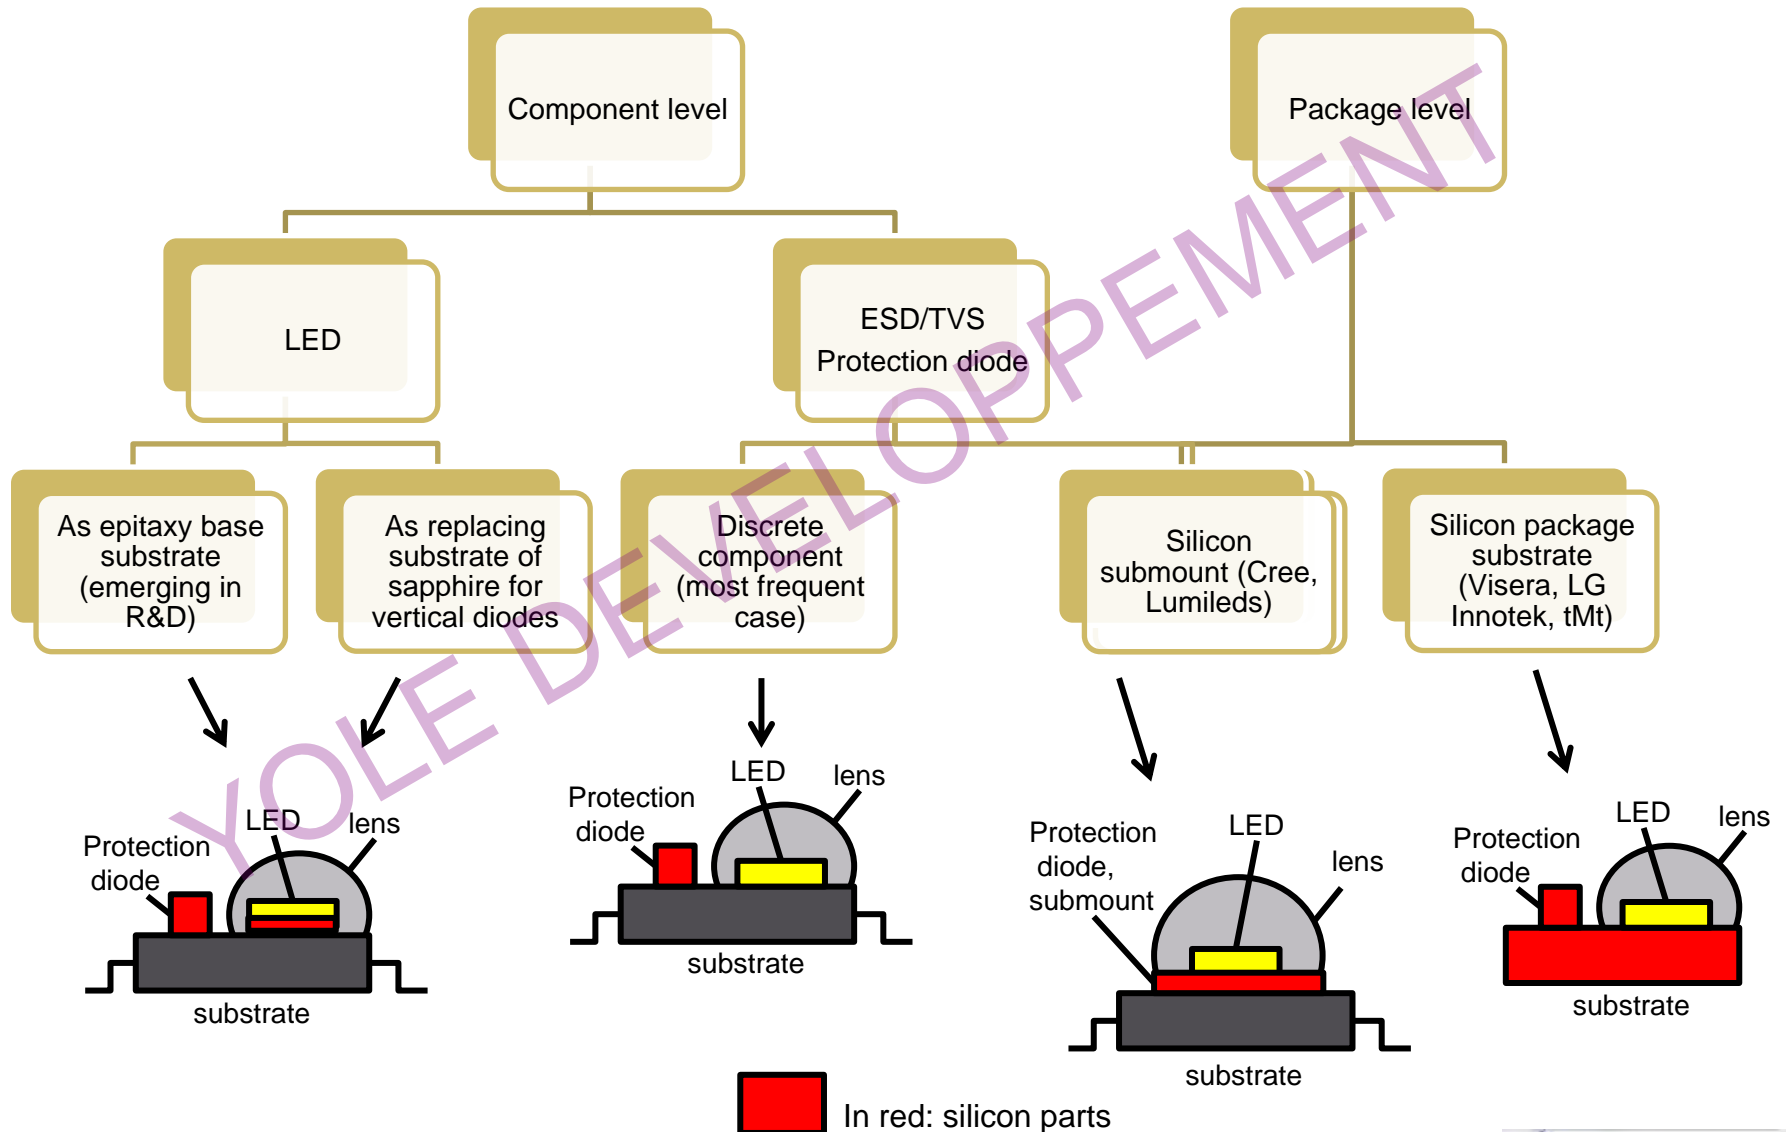 Component level
Package level
LED
ESD/TVS
Protection diode
As epitaxy base
substrate
(emerging in
R&D)
As replacing
substrate of
sapphire for
vertical diodes
Discrete
component
(most frequent
case)
Silicon
submount (Cree,
Lumileds)
Silicon package
substrate
(Visera, LG
Innotek, tMt)
YOLE DEVELOPPEMENT
Protection
diode
LED
lens
substrate
Protection
diode
LED
lens
substrate
Protection
diode,
submount
LED
lens
substrate
Protection
diode
LED
lens
substrate
In red: silicon parts